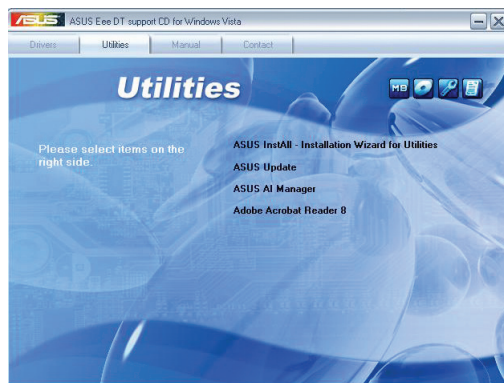 ASUS ASUS Eee DT support CD for Windows Vista
Drivers Utilities Manual Contact
Utilities
MB
Please select items on the
right side.
ASUS InstAll - Installation Wizard for Utilities
ASUS Update
ASUS AI Manager
Adobe Acrobat Reader 8